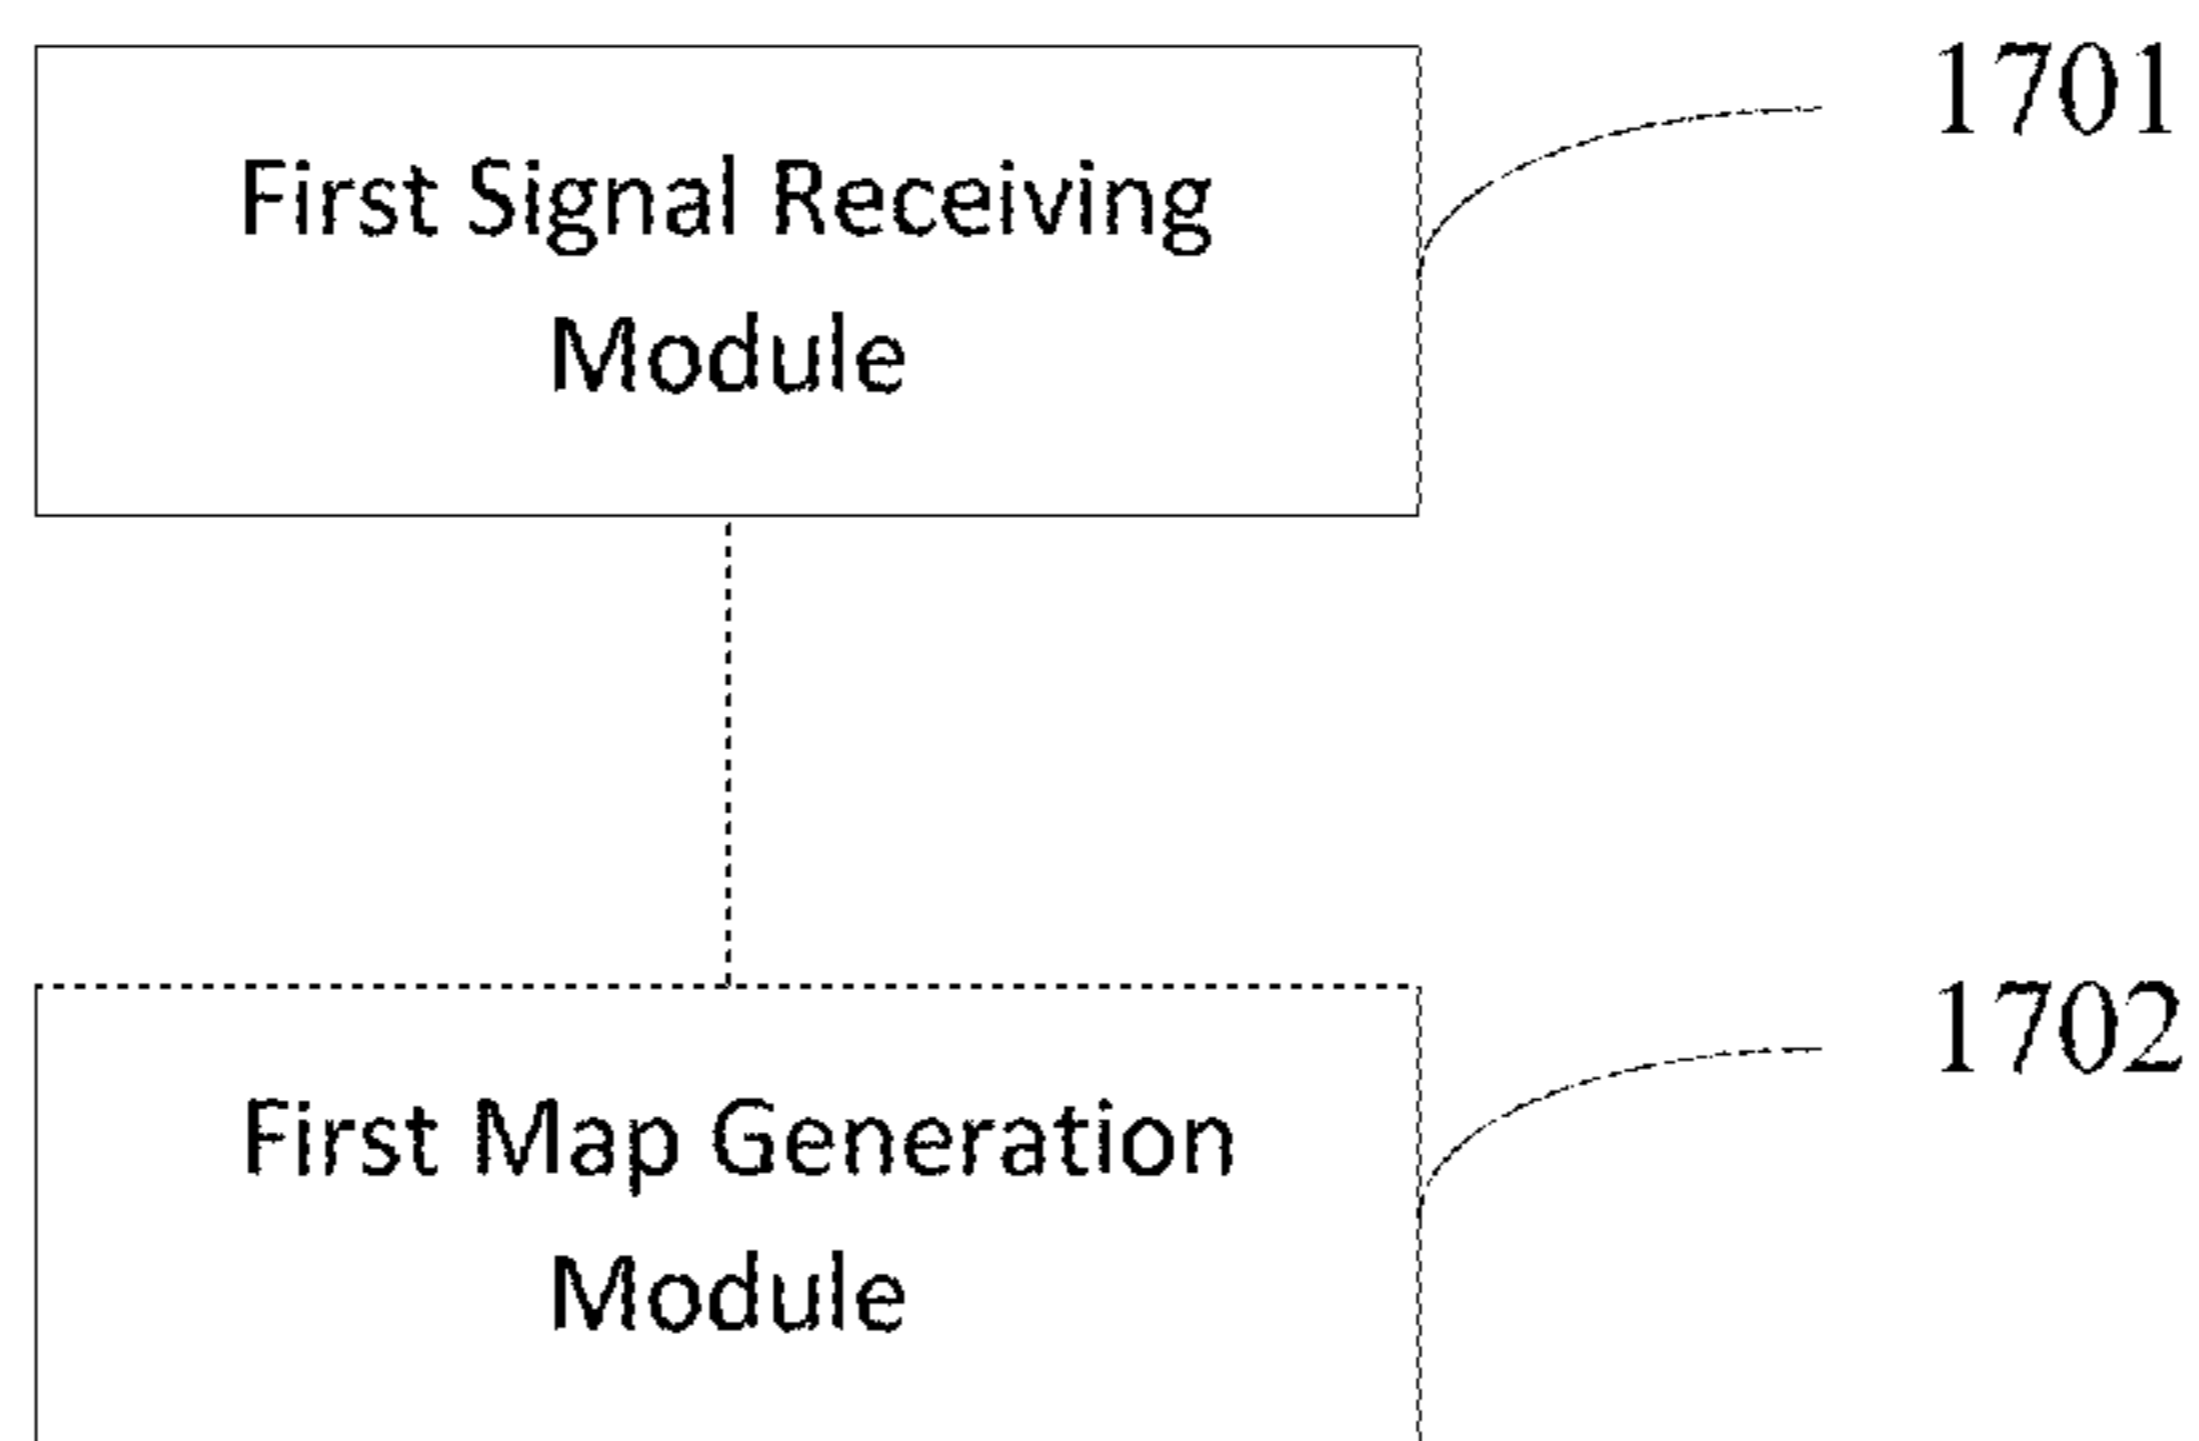 First Signal Receiving
Module
1701
First Map Generation
Module
1702